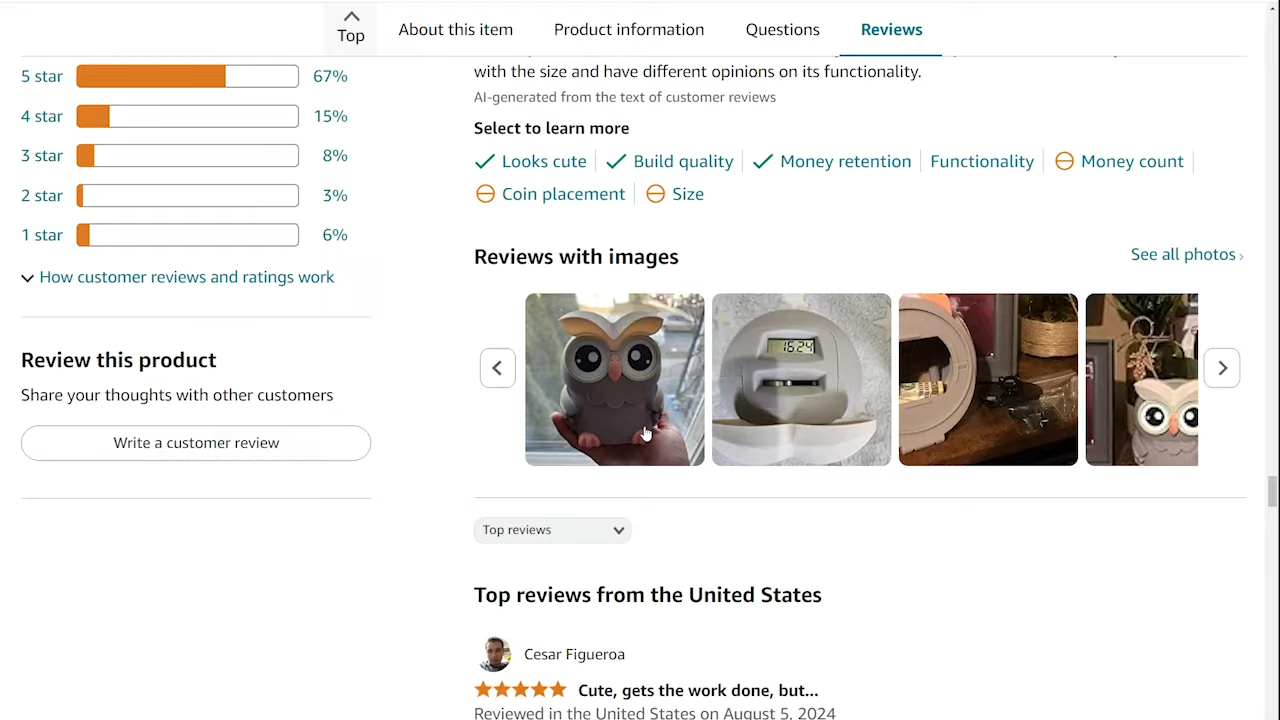 Top
About this item
Product information
Questions
Reviews
5 star 67%
4 star 15%
3 star 8%
2 star 3%
1 star 6%
How customer reviews and ratings work
Review this product
Share your thoughts with other customers
Write a customer review
with the size and have different opinions on its functionality.
AI-generated from the text of customer reviews
Select to learn more
Looks cute
Build quality
Money retention
Functionality
Money count
Coin placement
Size
Reviews with images
See all photos ›
16.24
Top reviews
Top reviews from the United States
Cesar Figueroa
Cute, gets the work done, but...
Reviewed in the United States on August 5, 2024